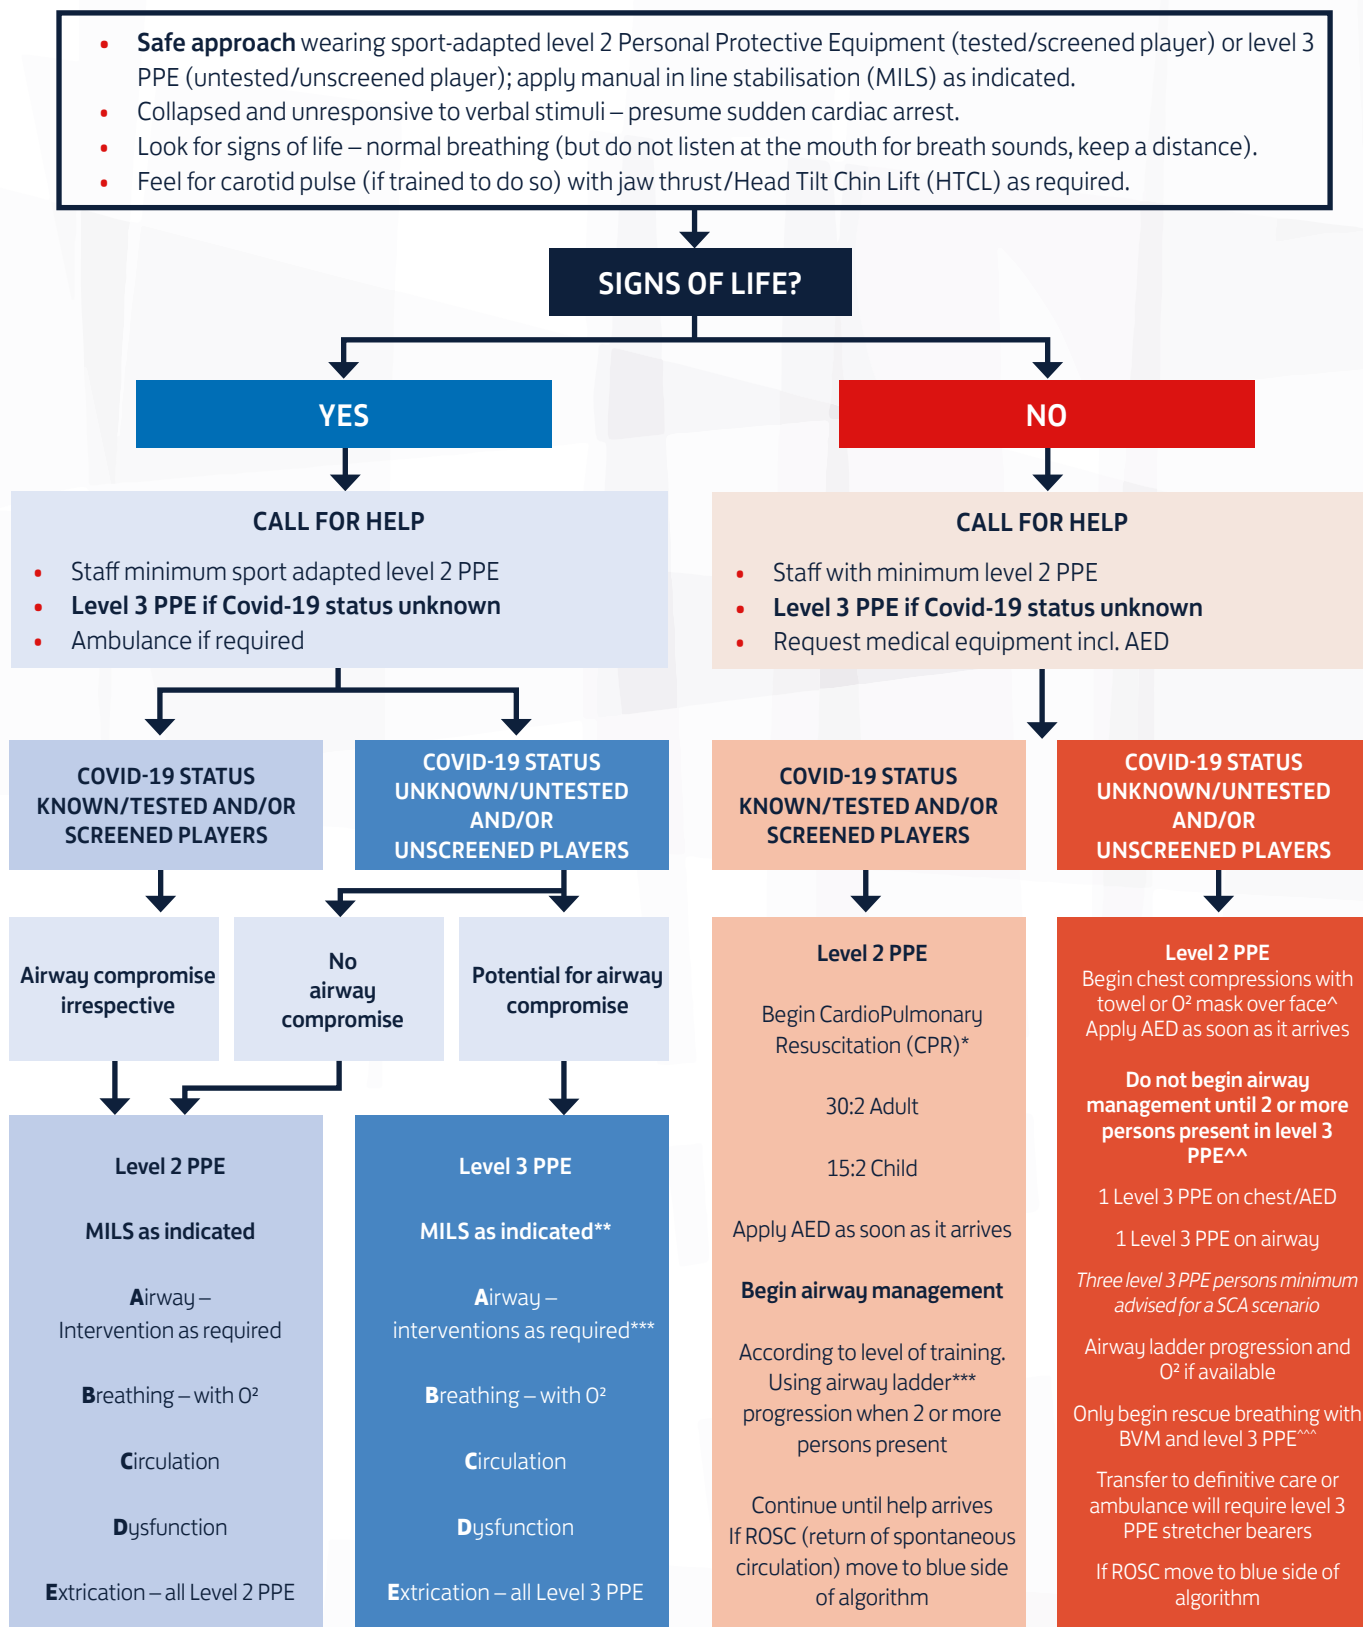 • Safe approach wearing sport-adapted level 2 Personal Protective Equipment (tested/screened player) or level 3
PPE (untested/unscreened player); apply manual in line stabilisation (MILS) as indicated.
• Collapsed and unresponsive to verbal stimuli – presume sudden cardiac arrest.
• Look for signs of life – normal breathing (but do not listen at the mouth for breath sounds, keep a distance).
• Feel for carotid pulse (if trained to do so) with jaw thrust/Head Tilt Chin Lift (HTCL) as required.
SIGNS OF LIFE?
YES
NO
CALL FOR HELP
• Staff minimum sport adapted level 2 PPE
• Level 3 PPE if Covid-19 status unknown
• Ambulance if required
CALL FOR HELP
• Staff with minimum level 2 PPE
• Level 3 PPE if Covid-19 status unknown
• Request medical equipment incl. AED
COVID-19 STATUS
KNOWN/TESTED AND/OR
SCREENED PLAYERS
COVID-19 STATUS
UNKNOWN/UNTESTED
AND/OR
UNSCREENED PLAYERS
COVID-19 STATUS
KNOWN/TESTED AND/OR
SCREENED PLAYERS
COVID-19 STATUS
UNKNOWN/UNTESTED
AND/OR
UNSCREENED PLAYERS
Airway compromise
irrespective
No
airway
compromise
Potential for airway
compromise
Level 2 PPE
MILS as indicated
Airway –
Intervention as required
Breathing – with O²
Circulation
Dysfunction
Extrication – all Level 2 PPE
Level 3 PPE
MILS as indicated**
Airway –
interventions as required***
Breathing – with O²
Circulation
Dysfunction
Extrication – all Level 3 PPE
Level 2 PPE
Begin CardioPulmonary
Resuscitation (CPR)*
30:2 Adult
15:2 Child
Apply AED as soon as it arrives
Begin airway management
According to level of training.
Using airway ladder***
progression when 2 or more
persons present
Continue until help arrives
If ROSC (return of spontaneous
circulation) move to blue side
of algorithm
Level 2 PPE
Begin chest compressions with
towel or O² mask over face^
Apply AED as soon as it arrives
Do not begin airway
management until 2 or more
persons present in level 3
PPE^^
1 Level 3 PPE on chest/AED
1 Level 3 PPE on airway
Three level 3 PPE persons minimum
advised for a SCA scenario
Airway ladder progression and
O² if available
Only begin rescue breathing with
BVM and level 3 PPE^^^
Transfer to definitive care or
ambulance will require level 3
PPE stretcher bearers
If ROSC move to blue side of
algorithm